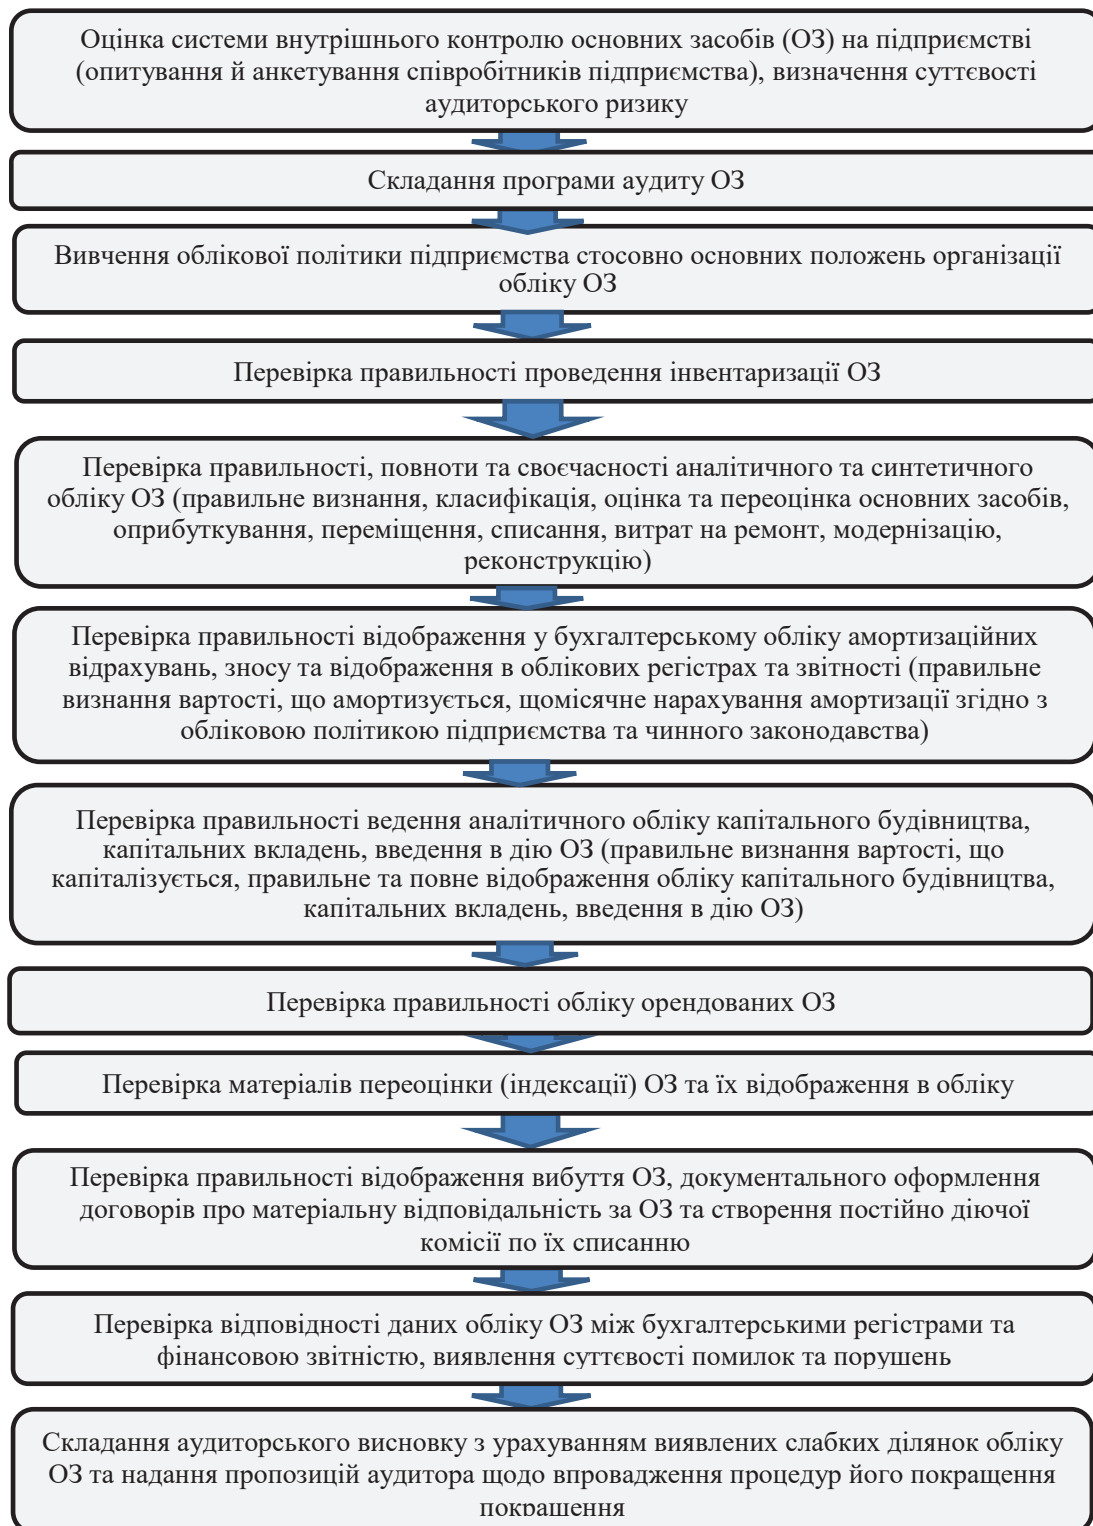 Оцінка системи внутрішнього контролю основних засобів (ОЗ) на підприємстві
(опитування й анкетування співробітників підприємства), визначення суттєвості
аудиторського ризику
Складання програми аудиту ОЗ
Вивчення облікової політики підприємства стосовно основних положень організації
обліку ОЗ
Перевірка правильності проведення інвентаризації ОЗ
Перевірка правильності, повноти та своєчасності аналітичного та синтетичного
обліку ОЗ (правильне визнання, класифікація, оцінка та переоцінка основних засобів,
оприбуткування, переміщення, списання, витрат на ремонт, модернізацію,
реконструкцію)
Перевірка правильності відображення у бухгалтерському обліку амортизаційних
відрахувань, зносу та відображення в облікових регістрах та звітності (правильне
визнання вартості, що амортизується, щомісячне нарахування амортизації згідно з
обліковою політикою підприємства та чинного законодавства)
Перевірка правильності ведення аналітичного обліку капітального будівництва,
капітальних вкладень, введення в дію ОЗ (правильне визнання вартості, що
капіталізується, правильне та повне відображення обліку капітального будівництва,
капітальних вкладень, введення в дію ОЗ)
Перевірка правильності обліку орендованих ОЗ
Перевірка матеріалів переоцінки (індексації) ОЗ та їх відображення в обліку
Перевірка правильності відображення вибуття ОЗ, документального оформлення
договорів про матеріальну відповідальність за ОЗ та створення постійно діючої
комісії по їх списанню
Перевірка відповідності даних обліку ОЗ між бухгалтерськими регістрами та
фінансовою звітністю, виявлення суттєвості помилок та порушень
Складання аудиторського висновку з урахуванням виявлених слабких ділянок обліку
ОЗ та надання пропозицій аудитора щодо впровадження процедур його покращення
покрашення